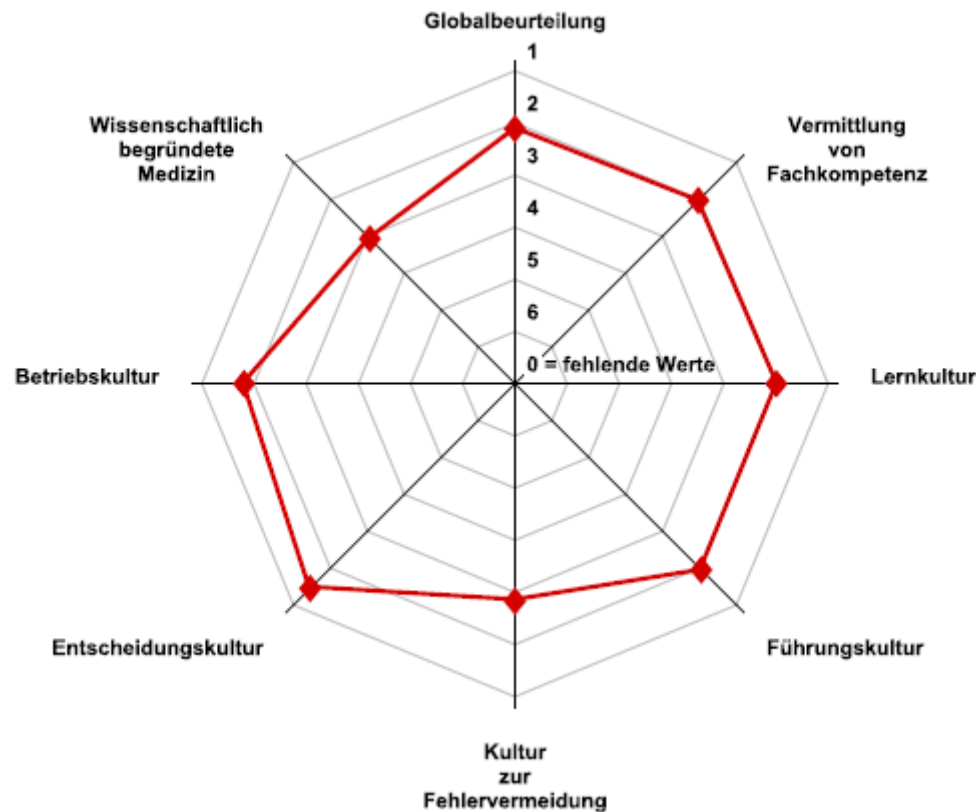 Globalbeurteilung
1
Wissenschaftlich
begründete
Medizin
2
Vermittlung
von
Fachkompetenz
3
4
5
6
0 = fehlende Werte
Betriebskultur
Lernkultur
Entscheidungskultur
Führungskultur
Kultur
zur
Fehlervermeidung